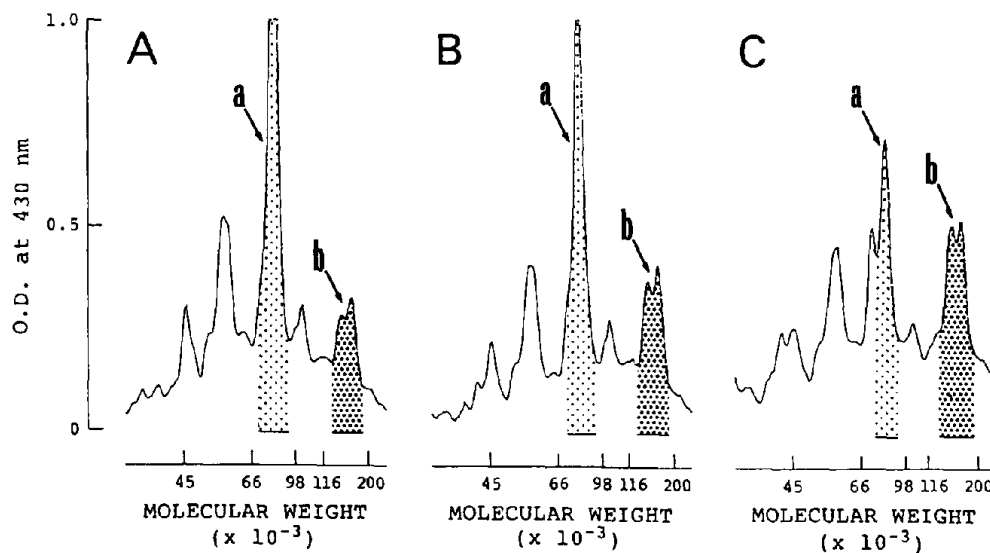 1.0
A
B
C
a
a
a
b
b
b
0.5
O.D. at 430 nm
0
45 66 98 116 200
45 66 98 116 200
45 66 98 116 200
MOLECULAR WEIGHT
(x 10-3)
MOLECULAR WEIGHT
(x 10-3)
MOLECULAR WEIGHT
(x 10-3)